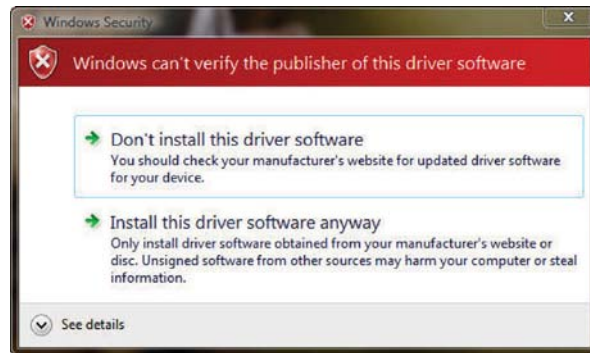 Windows Security
Windows can't verify the publisher of this driver software
Don't install this driver software
You should check your manufacturer's website for updated driver software
for your device.
Install this driver software anyway
Only install driver software obtained from your manufacturer's website or
disc. Unsigned software from other sources may harm your computer or steal
information.
See details